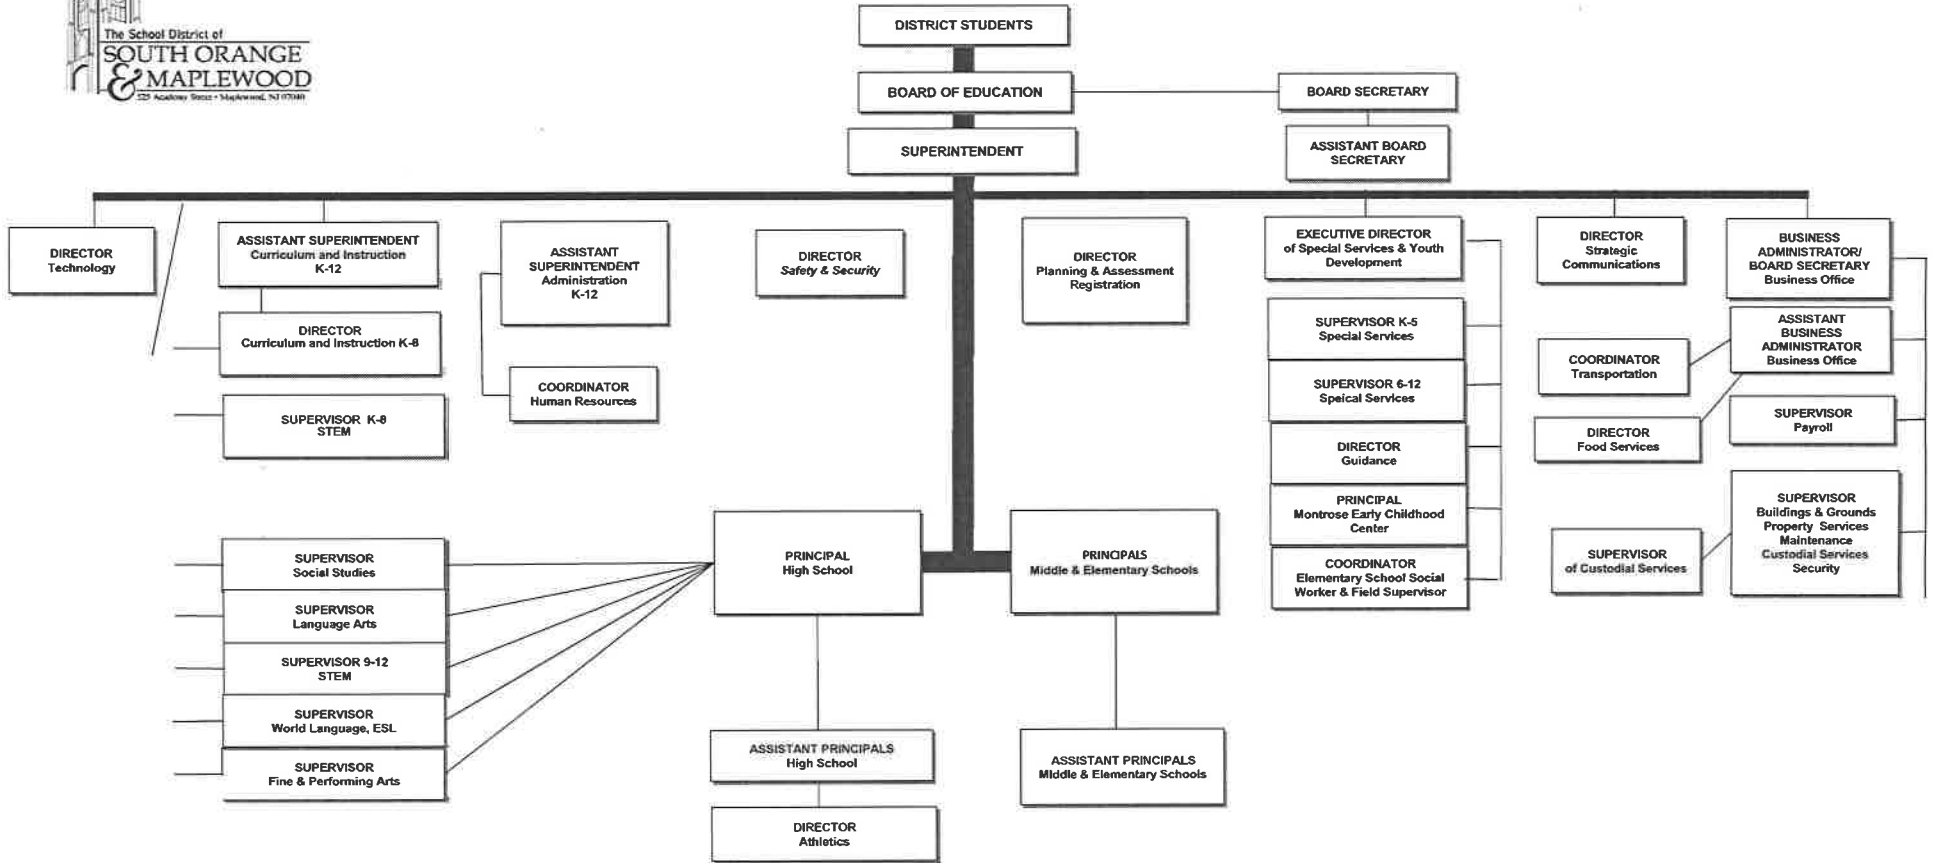 The School District of
SOUTH ORANGE
& MAPLEWOOD
525 Academy Street • Maplewood, NJ 07040
DISTRICT STUDENTS
BOARD OF EDUCATION
BOARD SECRETARY
SUPERINTENDENT
ASSISTANT BOARD
SECRETARY
DIRECTOR
Technology
ASSISTANT SUPERINTENDENT
Curriculum and Instruction
K-12
DIRECTOR
Curriculum and Instruction K-8
SUPERVISOR K-8
STEM
ASSISTANT
SUPERINTENDENT
Administration
K-12
COORDINATOR
Human Resources
DIRECTOR
Safety & Security
DIRECTOR
Planning & Assessment
Registration
EXECUTIVE DIRECTOR
of Special Services & Youth
Development
SUPERVISOR K-5
Special Services
SUPERVISOR 6-12
Speical Services
DIRECTOR
Guidance
PRINCIPAL
Montrose Early Childhood
Center
COORDINATOR
Elementary School Social
Worker & Field Supervisor
DIRECTOR
Strategic
Communications
COORDINATOR
Transportation
DIRECTOR
Food Services
SUPERVISOR
of Custodial Services
BUSINESS
ADMINISTRATOR/
BOARD SECRETARY
Business Office
ASSISTANT
BUSINESS
ADMINISTRATOR
Business Office
SUPERVISOR
Payroll
SUPERVISOR
Buildings & Grounds
Property Services
Maintenance
Custodial Services
Security
SUPERVISOR
Social Studies
SUPERVISOR
Language Arts
SUPERVISOR 9-12
STEM
SUPERVISOR
World Language, ESL
SUPERVISOR
Fine & Performing Arts
PRINCIPAL
High School
PRINCIPALS
Middle & Elementary Schools
ASSISTANT PRINCIPALS
High School
DIRECTOR
Athletics
ASSISTANT PRINCIPALS
Middle & Elementary Schools